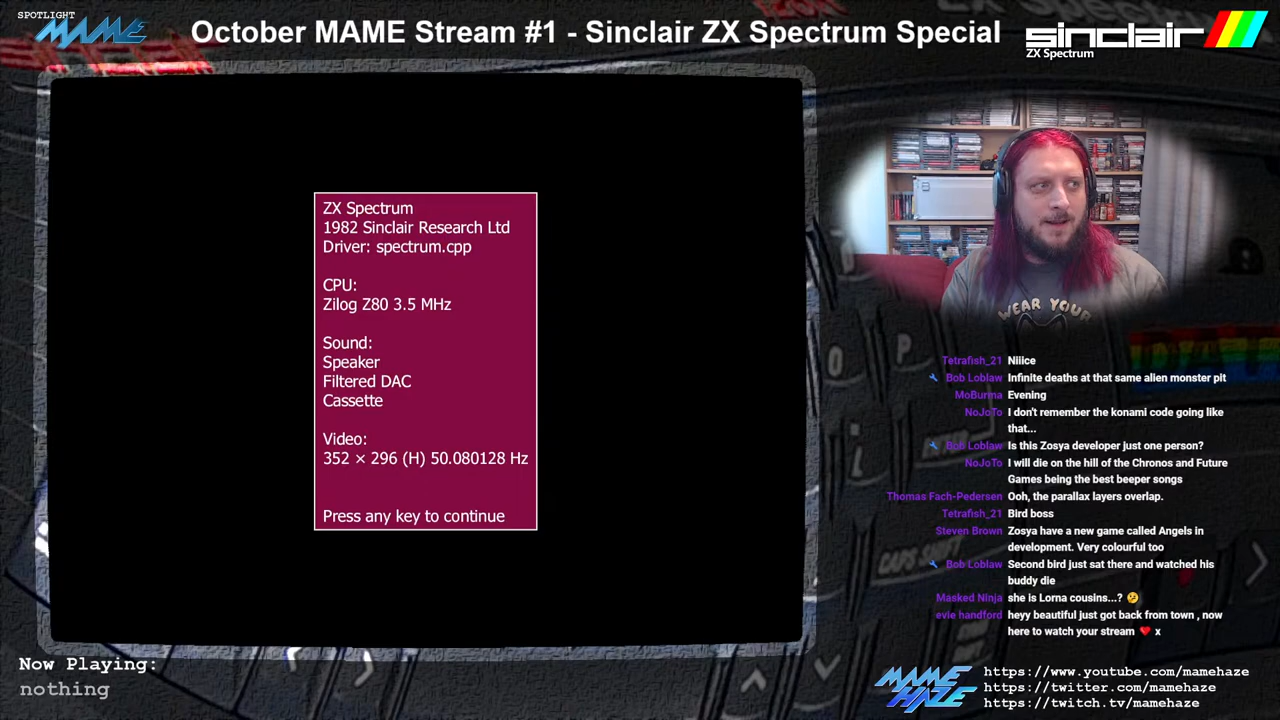 SPOTLIGHT
MAME
October MAME Stream #1 - Sinclair ZX Spectrum Special
sinclair
ZX Spectrum
ZX Spectrum
1982 Sinclair Research Ltd
Driver: spectrum.cpp
CPU:
Zilog Z80 3.5 MHz
Sound:
Speaker
Filtered DAC
Cassette
Video:
352 × 296 (H) 50.080128 Hz
Press any key to continue
WEAR YOUR
Tetrafish_21 Niiice
Bob Loblaw Infinite deaths at that same alien monster pit
MoBurma Evening
NoJoTo I don't remember the konami code going like
that...
Bob Loblaw Is this Zosya developer just one person?
NoJoTo I will die on the hill of the Chronos and Future
Games being the best beeper songs
Thomas Fach-Pedersen Ooh, the parallax layers overlap.
Tetrafish_21 Bird boss
Steven Brown Zosya have a new game called Angels in
development. Very colourful too
Bob Loblaw Second bird just sat there and watched his
buddy die
Masked Ninja she is Lorna cousins...? 🤔
evie handford heyy beautiful just got back from town , now
here to watch your stream ❤️ x
O
P
CAPS SHIFT
Now Playing:
nothing
MAME
HAZE
https://www.youtube.com/mamehaze
https://twitter.com/mamehaze
https://twitch.tv/mamehaze